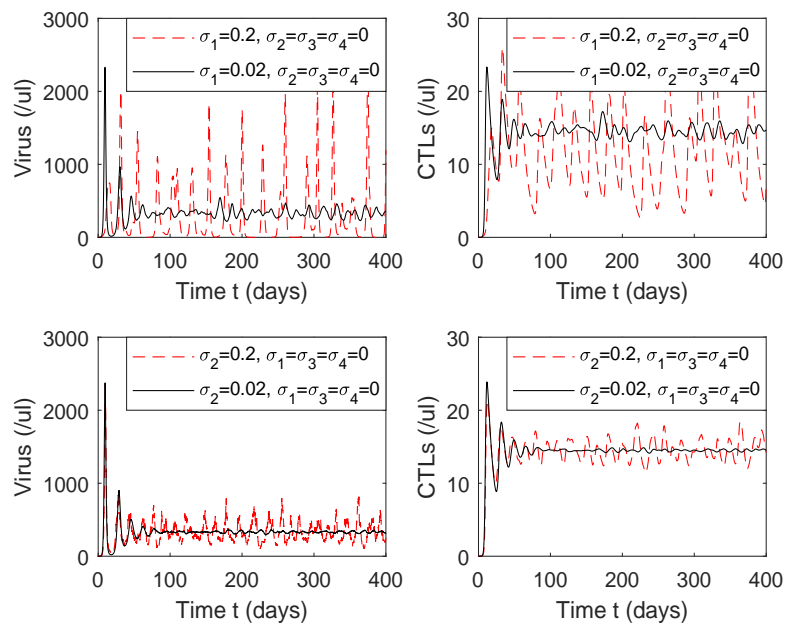 3000
2000
1000
0
0 100 200 300 400
Virus (/ul)
Time t (days)
σ1=0.2, σ2=σ3=σ4=0
σ1=0.02, σ2=σ3=σ4=0
30
20
10
0
0 100 200 300 400
CTLs (/ul)
Time t (days)
σ1=0.2, σ2=σ3=σ4=0
σ1=0.02, σ2=σ3=σ4=0
3000
2000
1000
0
0 100 200 300 400
Virus (/ul)
Time t (days)
σ2=0.2, σ1=σ3=σ4=0
σ2=0.02, σ1=σ3=σ4=0
30
20
10
0
0 100 200 300 400
CTLs (/ul)
Time t (days)
σ2=0.2, σ1=σ3=σ4=0
σ2=0.02, σ1=σ3=σ4=0